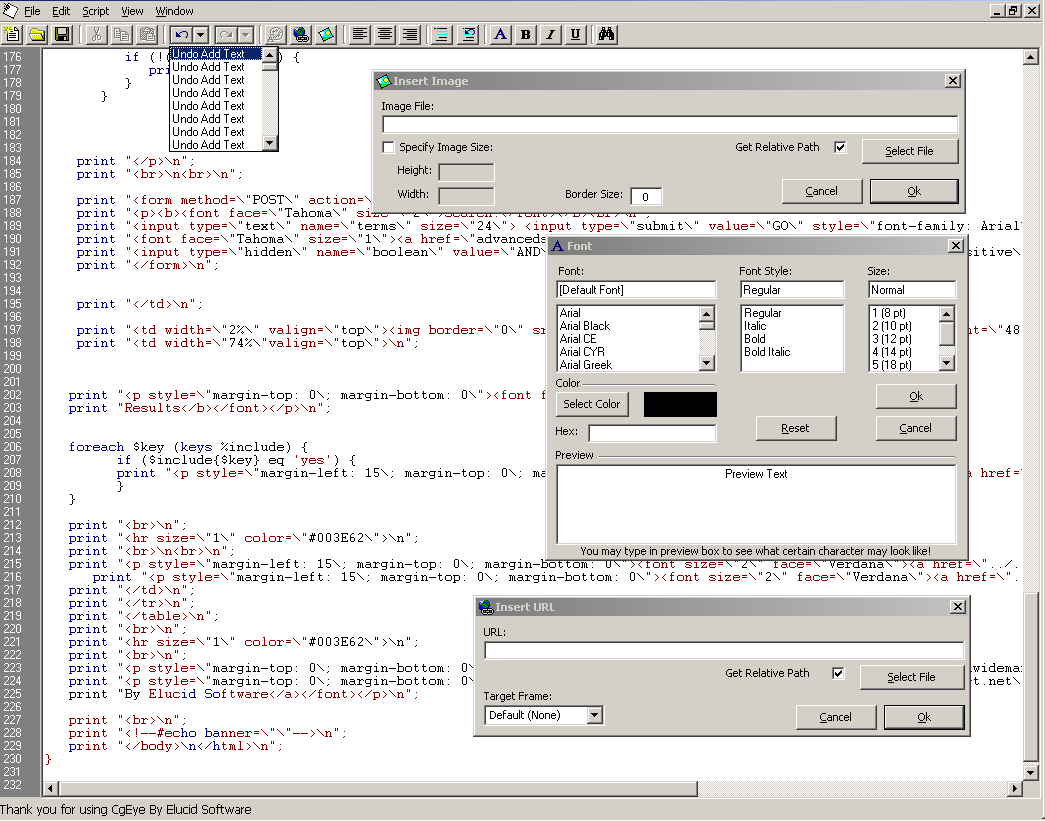 File Edit Script View Window
A B I U
Undo Add Text
Undo Add Text
Undo Add Text
Undo Add Text
Undo Add Text
Undo Add Text
Undo Add Text
Undo Add Text
176 if (! ) {
177
178 }
179 }
180
181
182
183
184 print "</p>\n";
185 print "<br>\n<br>\n";
186
187 print "<form method=\"POST\" action=
188 print "<p><b><font face=\"Tahoma\" size
189 print "<input type=\"text\" name=\"terms\" size=\"24\"> <input type=\"submit\" value=\"GO\" style=\"font-family: Arial
190 print "<font face=\"Tahoma\" size=\"1\"><a href=\"advanceds
191 print "<input type=\"hidden\" name=\"boolean\" value=\"AND\
192 print "</form>\n";
193
194
195 print "</td>\n";
196
197 print "<td width=\"2%\" valign=\"top\"><img border=\"0\" sr =\"48
198 print "<td width=\"74%\"valign=\"top\">\n";
199
200
201
202 print "<p style=\"margin-top: 0\; margin-bottom: 0\"><font f
203 print "Results</b></font></p>\n";
204
205
206 foreach $key (keys %include) {
207 if ($include{$key} eq 'yes') {
208 print "<p style=\"margin-left: 15\; margin-top: 0\; ma a href=
209 }
210 }
211
212 print "<br>\n";
213 print "<hr size=\"1\" color=\"#003E62\">\n";
214 print "<br>\n<br>\n";
215 print "<p style=\"margin-left: 15\; margin-top: 0\; margin-bottom: 0\"><font size=\"2\" face=\"Verdana\"><a href=\"../.
216 print "<p style=\"margin-left: 15\; margin-top: 0\; margin-bottom: 0\"><font size=\"2\" face=\"Verdana\"><a href=\".
217 print "</td>\n";
218 print "</tr>\n";
219 print "</table>\n";
220 print "<br>\n";
221 print "<hr size=\"1\" color=\"#003E62\">\n";
222 print "<br>\n";
223 print "<p style=\"margin-top: 0\; margin-bottom: 0\
224 print "<p style=\"margin-top: 0\; margin-bottom: 0\ et.net\
225 print "By Elucid Software</a></font></p>\n";
226
227 print "<br>\n";
228 print "<!--#echo banner=\"\"-->\n";
229 print "</body>\n</html>\n";
230 }
231
232
Insert Image
Image File:
Specify Image Size: Get Relative Path Select File
Height:
Width: Border Size: 0 Cancel Ok
Font
Font: Font Style: Size:
[Default Font] Regular Normal
Arial Regular 1 (8 pt)
Arial Black Italic 2 (10 pt)
Arial CE Bold 3 (12 pt)
Arial CYR Bold Italic 4 (14 pt)
Arial Greek 5 (18 pt)
Color
Select Color Ok
Hex: Reset Cancel
Preview
Preview Text
You may type in preview box to see what certain character may look like!
Insert URL
URL:
Get Relative Path Select File
Target Frame:
Default (None) Cancel Ok
Thank you for using CgEye By Elucid Software